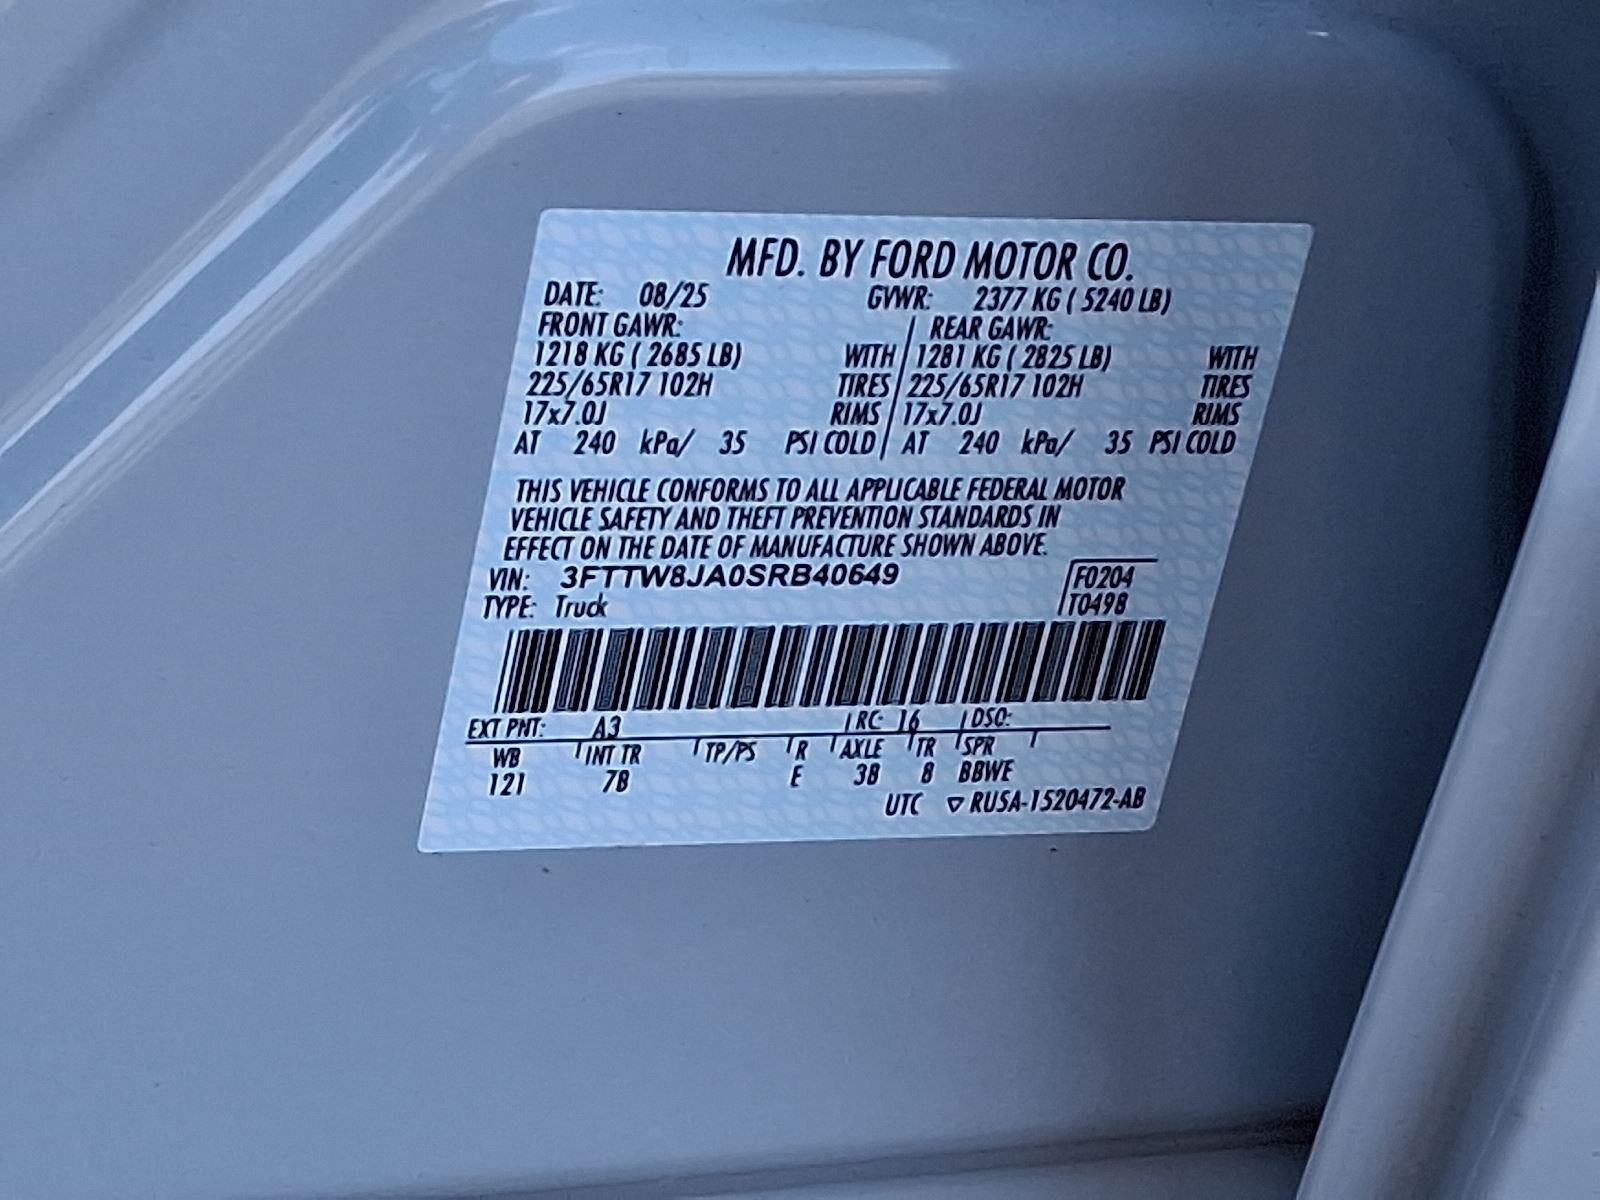 MFD. BY FORD MOTOR CO.
DATE: 08/25 GVWR: 2377 KG ( 5240 LB)
FRONT GAWR: REAR GAWR:
1218 KG ( 2685 LB) WITH 1281 KG ( 2825 LB) WITH
225/65R17 102H TIRES 225/65R17 102H TIRES
17x7.0J RIMS 17x7.0J RIMS
AT 240 kPa/ 35 PSI COLD AT 240 kPa/ 35 PSI COLD
THIS VEHICLE CONFORMS TO ALL APPLICABLE FEDERAL MOTOR
VEHICLE SAFETY AND THEFT PREVENTION STANDARDS IN
EFFECT ON THE DATE OF MANUFACTURE SHOWN ABOVE.
VIN: 3FTTW8JA0SRB40649 F0204
TYPE: Truck T0498
EXT PNT: A3 RC: 16 DSO:
WB INT TR TP/PS R AXLE TR SPR
121 7B E 3B 8 BBWE
UTC ▽ RUSA-1520472-AB